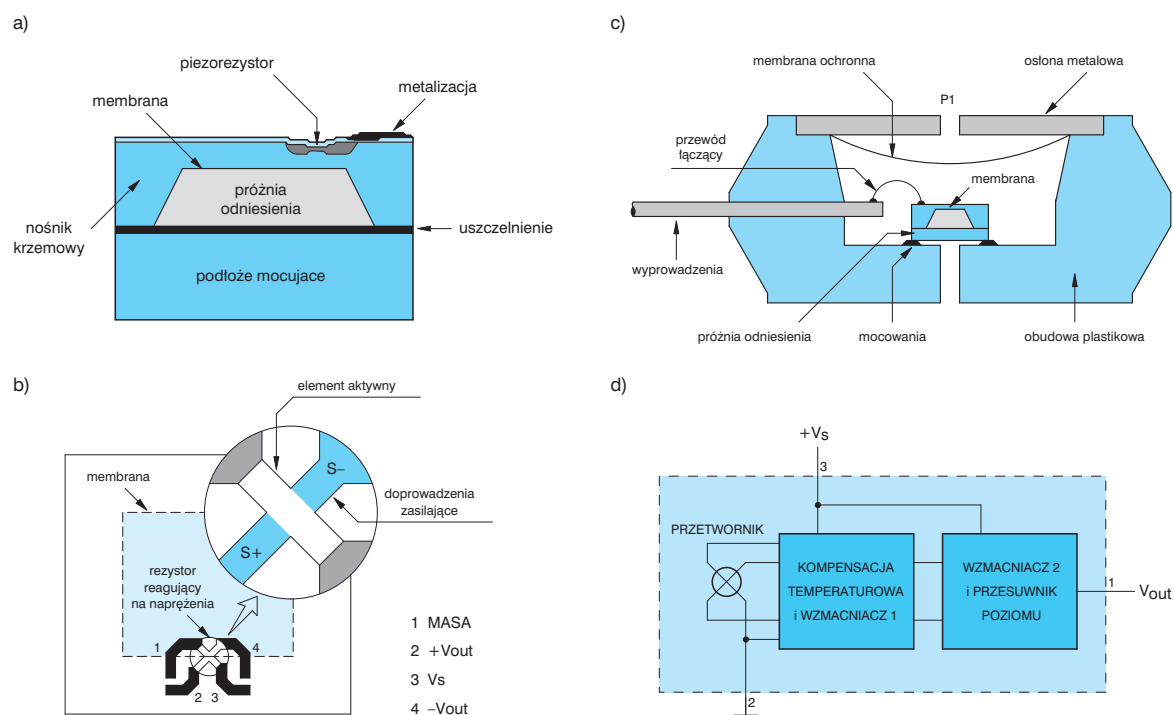 a)
piezorezystor
metalizacja
membrana
próżnia
odniesienia
nośnik
krzemowy
uszczelnienie
podłoże mocujace
b)
element aktywny
membrana
S–
doprowadzenia
zasilające
S+
rezystor
reagujący
na naprężenia
1
4
2
3
1 MASA
2 +Vout
3 Vs
4 –Vout
c)
membrana ochronna
osłona metalowa
P1
przewód
łączący
membrana
wyprowadzenia
próżnia odniesienia
mocowania
obudowa plastikowa
d)
+Vs
3
PRZETWORNIK
KOMPENSACJA
TEMPERATUROWA
i WZMACNIACZ 1
WZMACNIACZ 2
i PRZESUWNIK
POZIOMU
1
Vout
2